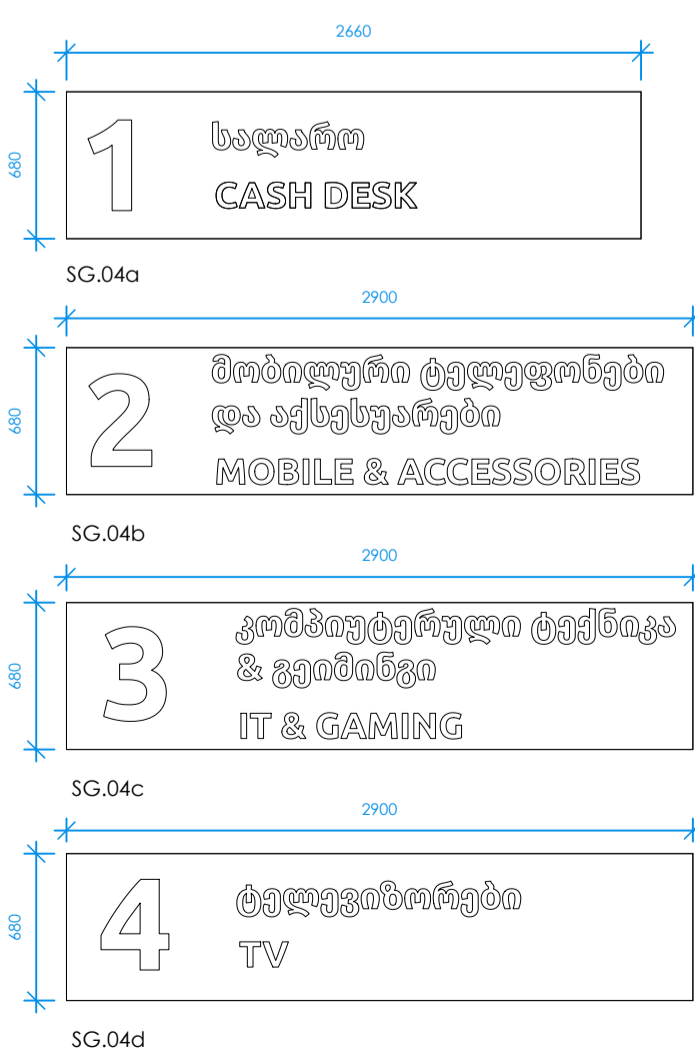 2660
680
1
სალარო
CASH DESK
SG.04a
2900
680
2
მობილური ტელეფონები
და აქსესუარები
MOBILE & ACCESSORIES
SG.04b
2900
680
3
კომპიუტერული ტექნიკა
& გეიმინგი
IT & GAMING
SG.04c
2900
680
4
ტელევიზორები
TV
SG.04d